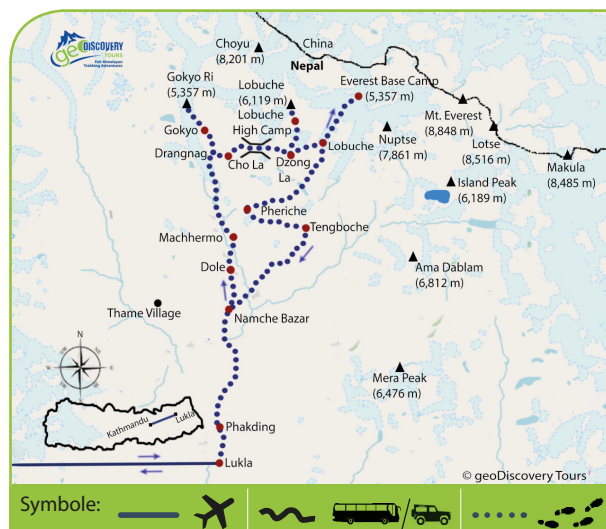 geODISCOVERY
TOURS
Fair Himalayan
Trekking Adventures
Choyu
(8,201 m)
China
Nepal
Gokyo Ri
(5,357 m)
Lobuche
(6,119 m)
Everest Base Camp
(5,357 m)
Mt. Everest
(8,848 m)
Lobuche
High Camp
Gokyo
Nuptse
(7,861 m)
Lotse
(8,516 m)
Drangnag
Cho La
Dzong
La
Lobuche
Makula
(8,485 m)
Island Peak
(6,189 m)
Pheriche
Tengboche
Machhermo
Dole
Ama Dablam
(6,812 m)
Thame Village
Namche Bazar
N
W
E
S
Mera Peak
(6,476 m)
Kathmandu
Lukla
Phakding
Lukla
© geoDiscovery Tours
Symbole: